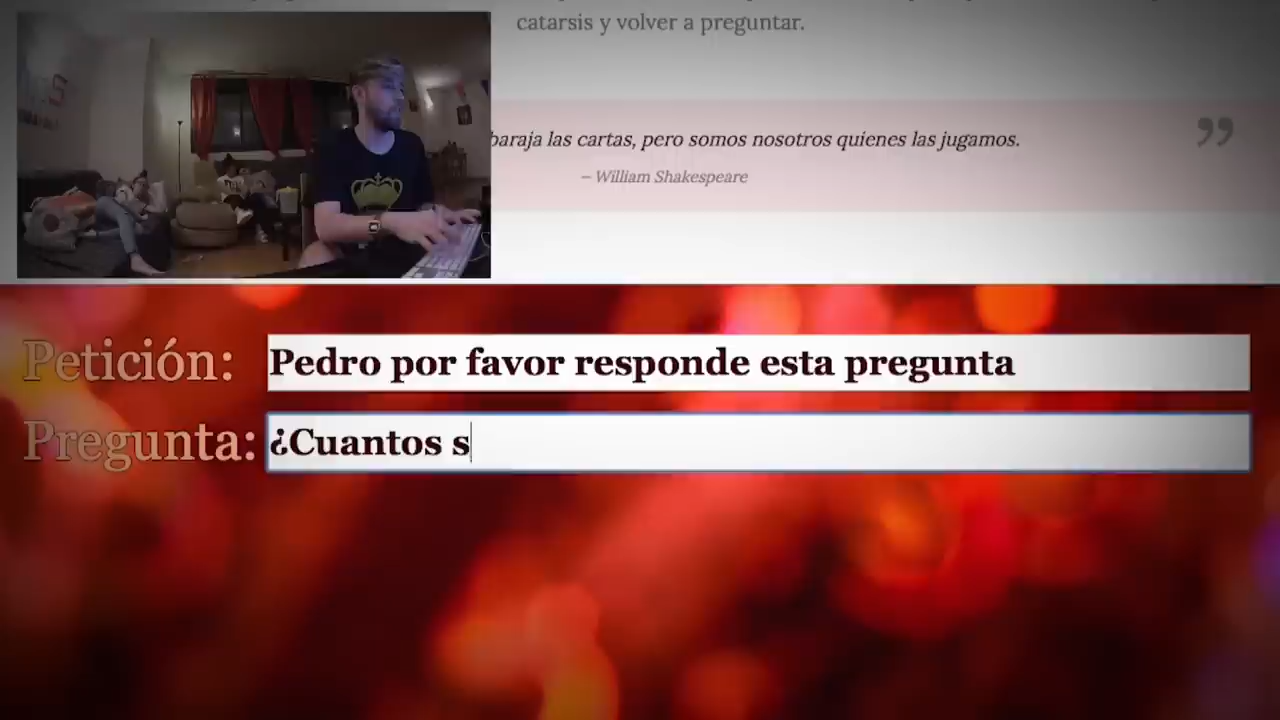 catarsis y volver a preguntar.
baraja las cartas, pero somos nosotros quienes las jugamos.
– William Shakespeare
”
Petición: Pedro por favor responde esta pregunta
Pregunta: ¿Cuantos s